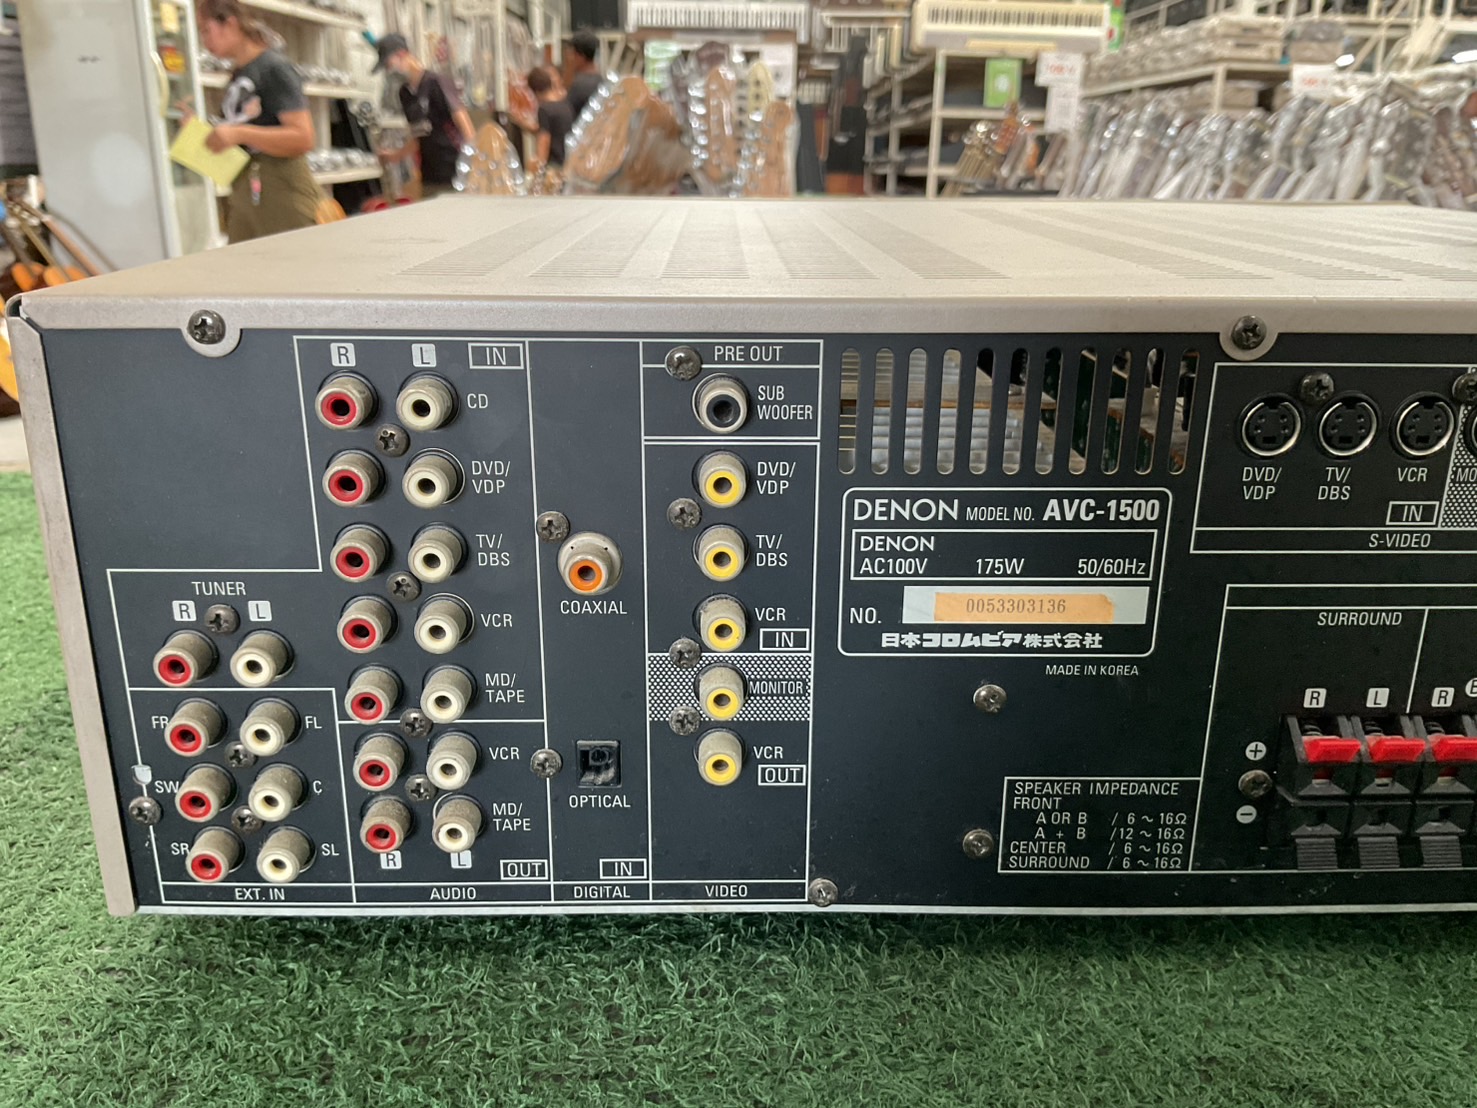 R L IN
CD
DVD/
VDP
TV/
DBS
VCR
MD/
TAPE
TUNER
R L
FR FL
SW C
SR SL
EXT. IN
VCR
MD/
TAPE
R L
OUT
AUDIO
COAXIAL
OPTICAL
IN
DIGITAL
PRE OUT
SUB
WOOFER
DVD/
VDP
TV/
DBS
VCR
IN
MONITOR
VCR
OUT
VIDEO
DENON MODEL NO. AVC-1500
DENON
AC100V 175W 50/60Hz
NO. 0053303136
日本コロムビア株式会社
MADE IN KOREA
SPEAKER IMPEDANCE
FRONT
A OR B / 6 ~ 16Ω
A + B / 12 ~ 16Ω
CENTER / 6 ~ 16Ω
SURROUND / 6 ~ 16Ω
DVD/
VDP
TV/
DBS
VCR
MO
IN
S-VIDEO
SURROUND
R L R
+
−